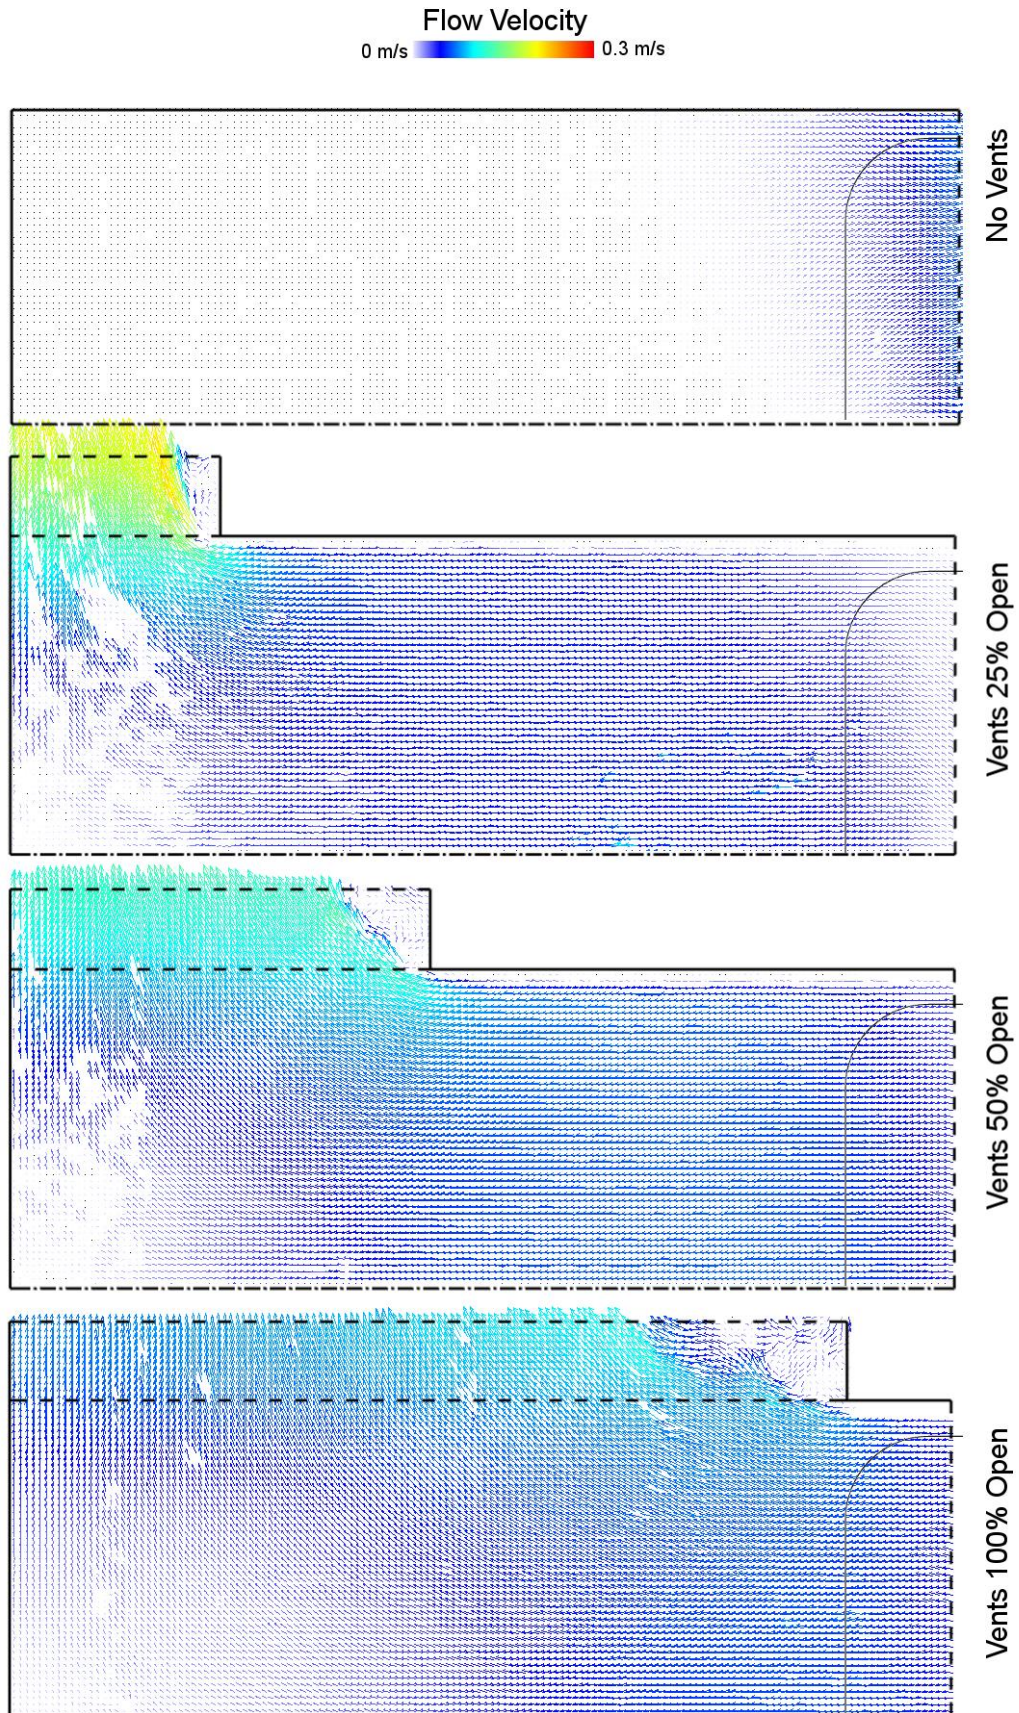 Flow Velocity
0 m/s
0.3 m/s
No Vents
Vents 25% Open
Vents 50% Open
Vents 100% Open